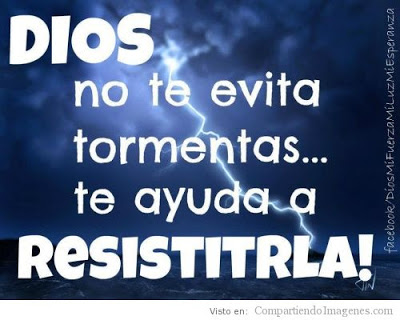 DIOS
no te evita
tormentas...
te ayuda a
RESISTITRLA!
facebook/DiosMiFuerzaMiLuzMiEsperanza
Visto en: CompartiendoImagenes.com